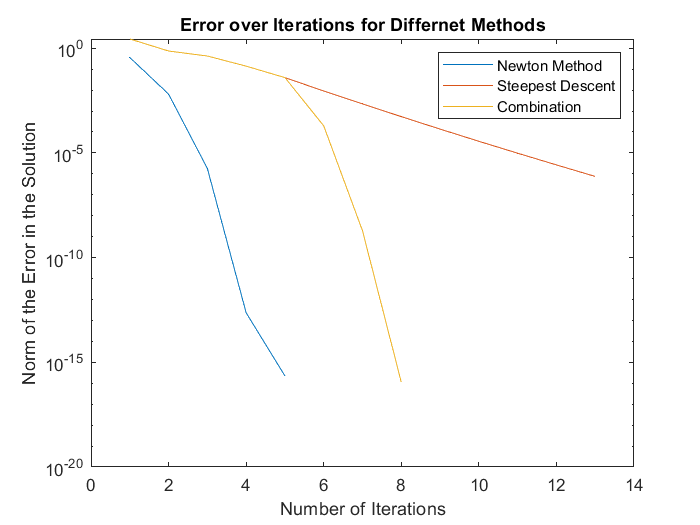 Error over Iterations for Differnet Methods
Norm of the Error in the Solution
10^0
10^-5
10^-10
10^-15
10^-20
Newton Method
Steepest Descent
Combination
0 2 4 6 8 10 12 14
Number of Iterations